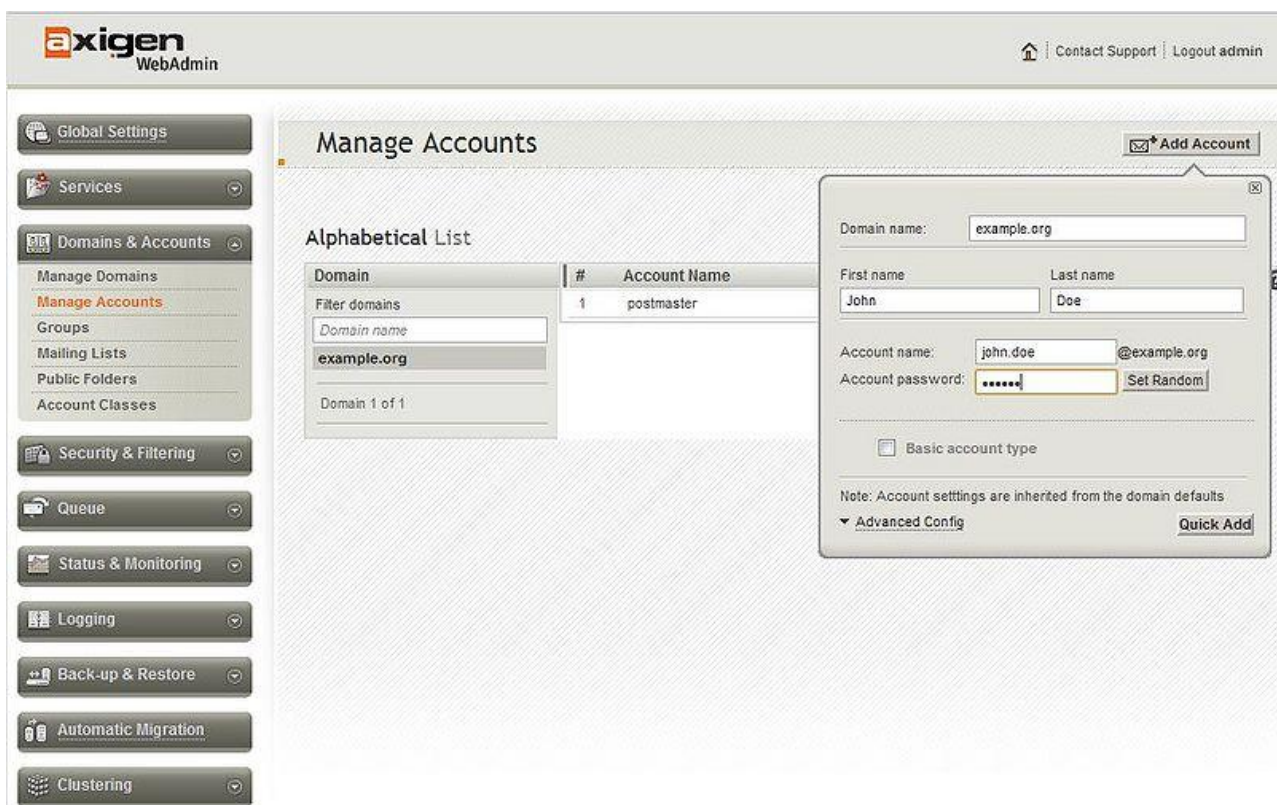 axigen
WebAdmin
Contact Support | Logout admin
Global Settings
Services
Domains & Accounts
Manage Domains
Manage Accounts
Groups
Mailing Lists
Public Folders
Account Classes
Security & Filtering
Queue
Status & Monitoring
Logging
Back-up & Restore
Automatic Migration
Clustering
Manage Accounts
Add Account
Alphabetical List
Domain
Filter domains
Domain name
example.org
Domain 1 of 1
# Account Name
1 postmaster
Domain name: example.org
First name Last name
John Doe
Account name: john.doe @example.org
Account password: •••••• Set Random
Basic account type
Note: Account setttings are inherited from the domain defaults
Advanced Config Quick Add